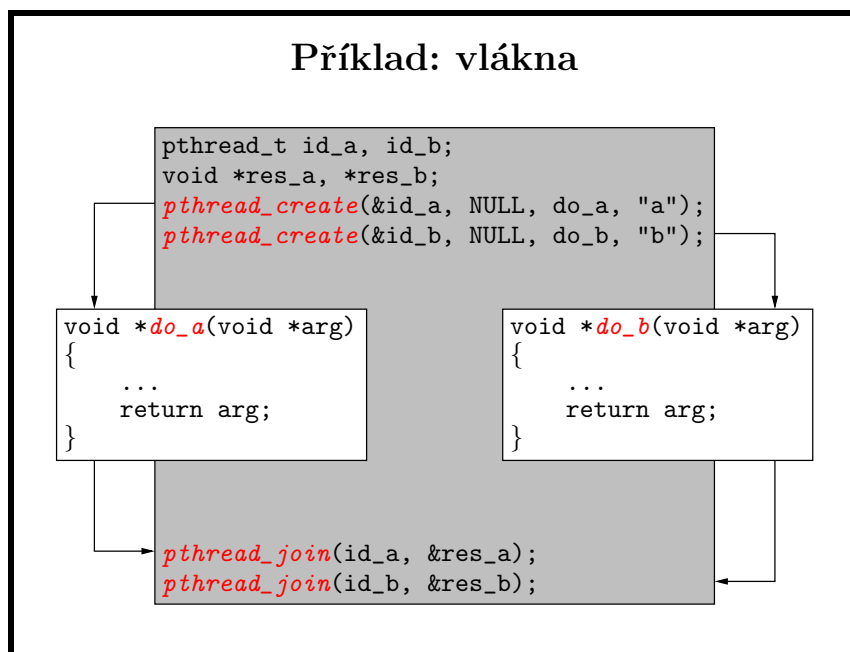 Příklad: vlákna
pthread_t id_a, id_b;
void *res_a, *res_b;
pthread_create(&id_a, NULL, do_a, "a");
pthread_create(&id_b, NULL, do_b, "b");
void *do_a(void *arg)
{
...
return arg;
}
void *do_b(void *arg)
{
...
return arg;
}
pthread_join(id_a, &res_a);
pthread_join(id_b, &res_b);